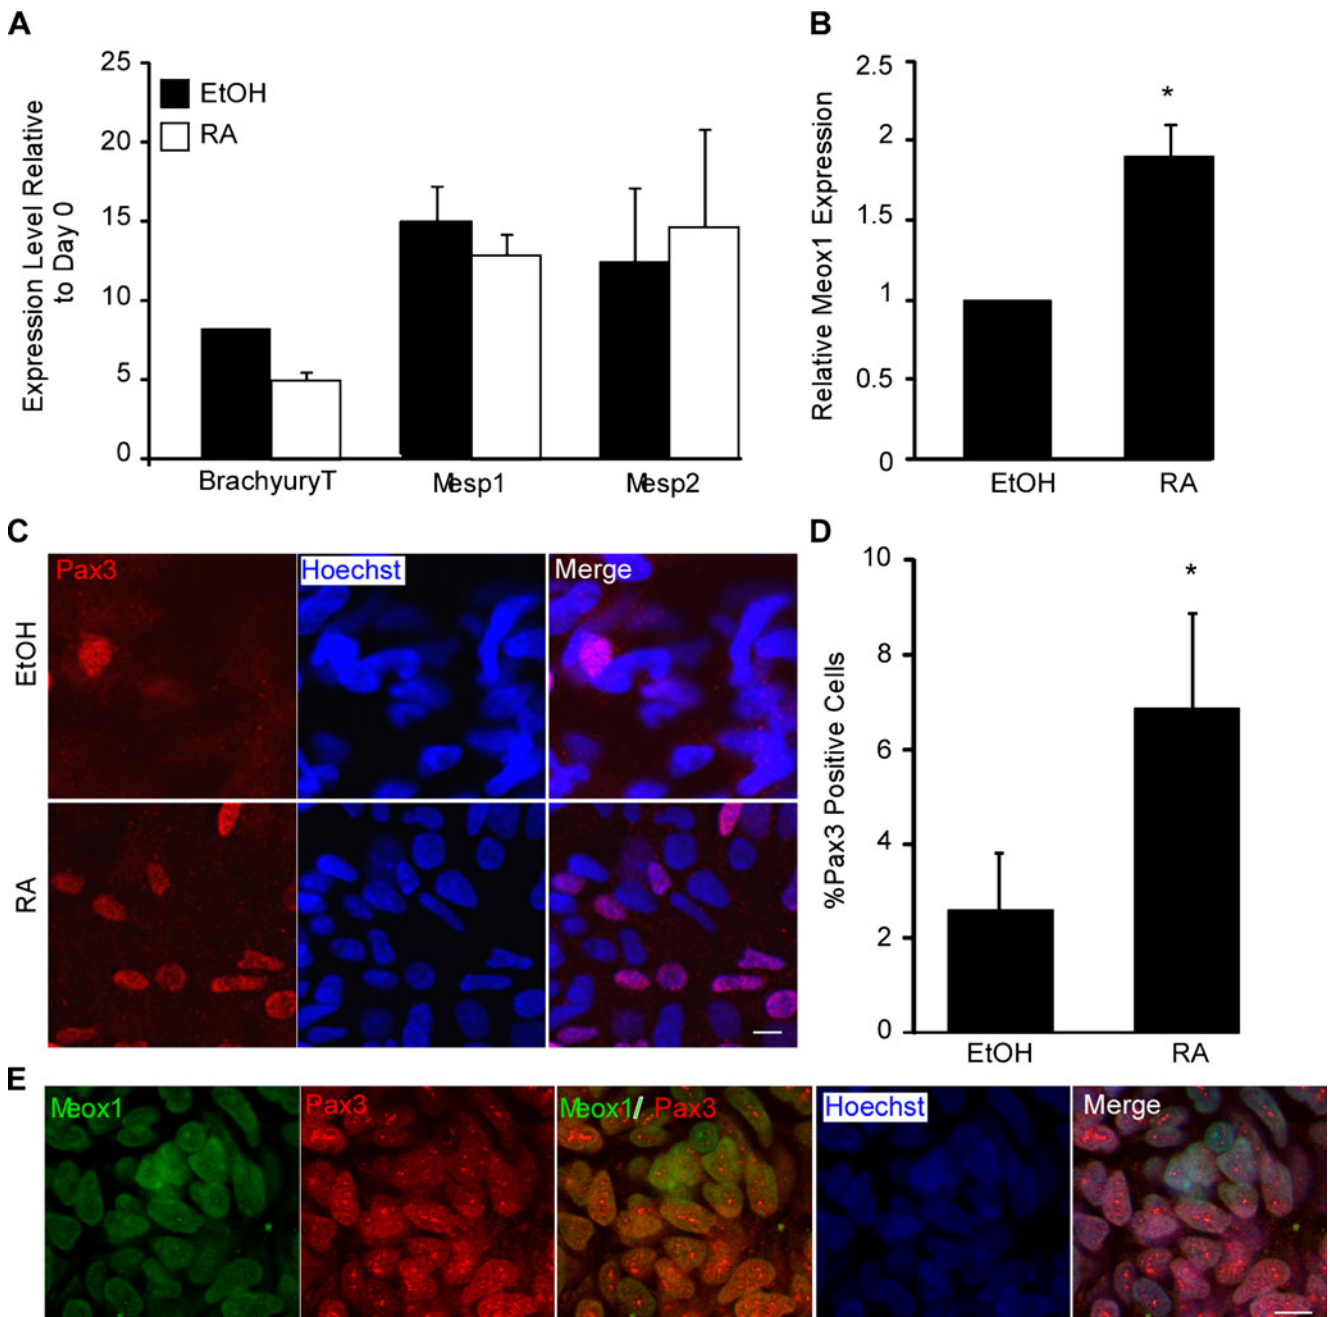 A
25
20
15
10
5
0
Expression Level Relative
to Day 0
EtOH
RA
BrachyuryT
Mesp1
Mesp2
B
2.5
2
1.5
1
0.5
0
Relative Meox1 Expression
*
EtOH
RA
C
EtOH
RA
Pax3
Hoechst
Merge
D
10
8
6
4
2
0
%Pax3 Positive Cells
*
EtOH
RA
E
Meox1
Pax3
Meox1/ Pax3
Hoechst
Merge